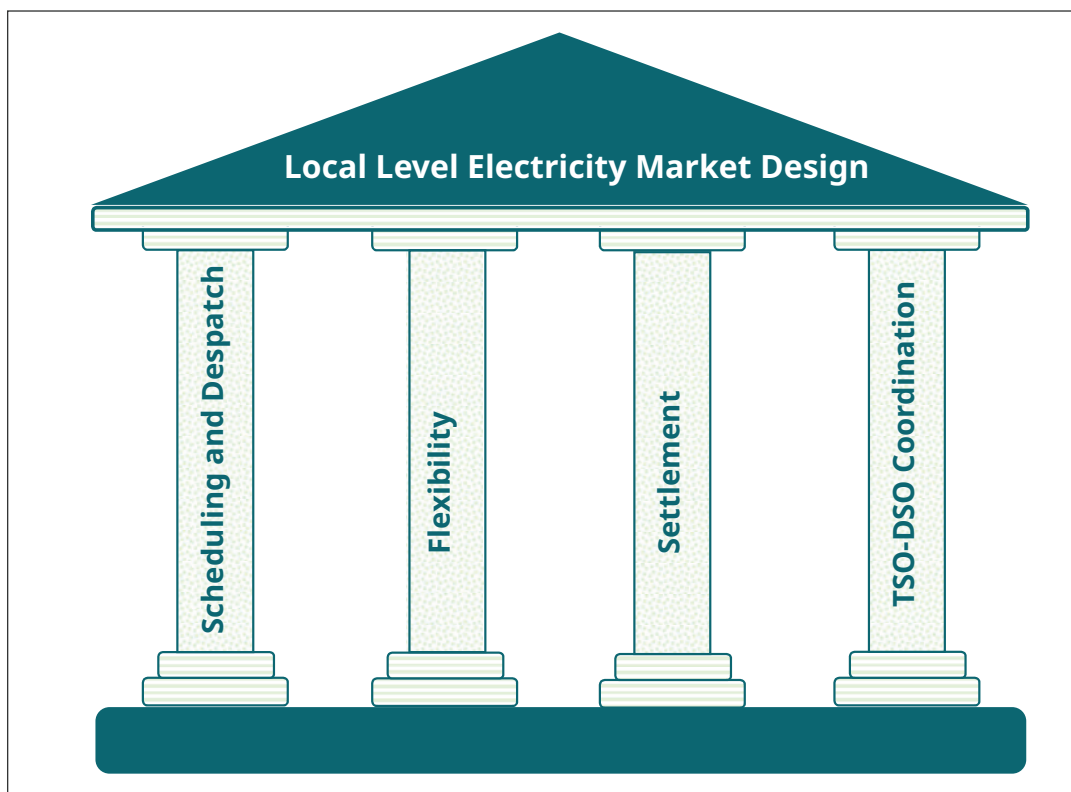 Local Level Electricity Market Design
Scheduling and Despatch
Flexibility
Settlement
TSO-DSO Coordination